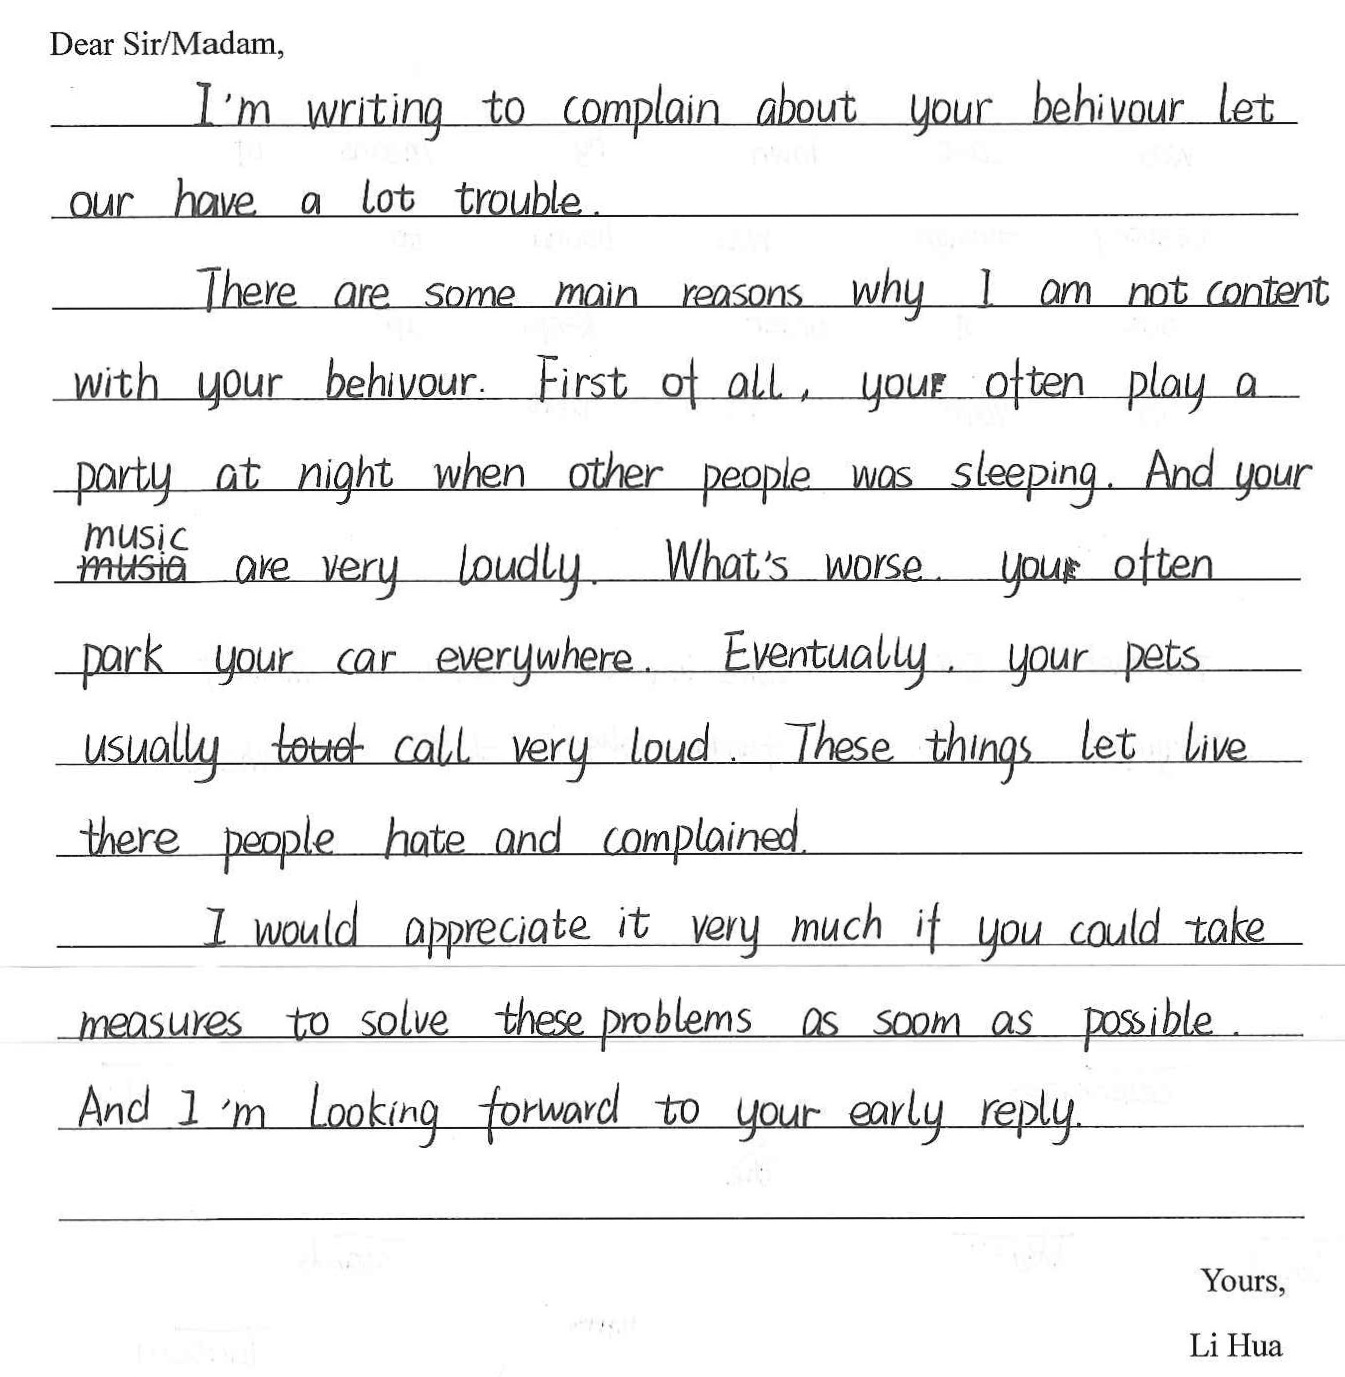 Dear Sir/Madam,
I'm writing to complain about your behivour let
our have a lot trouble.
There are some main reasons why I am not content
with your behivour. First of all, your often play a
party at night when other people was sleeping. And your
music
musia are very loudly. What's worse. your often
park your car everywhere. Eventually. your pets
usually loud call very loud. These things let live
there people hate and complained.
I would appreciate it very much if you could take
measures to solve these problems as soom as possible.
And I'm looking forward to your early reply.
Yours,
Li Hua